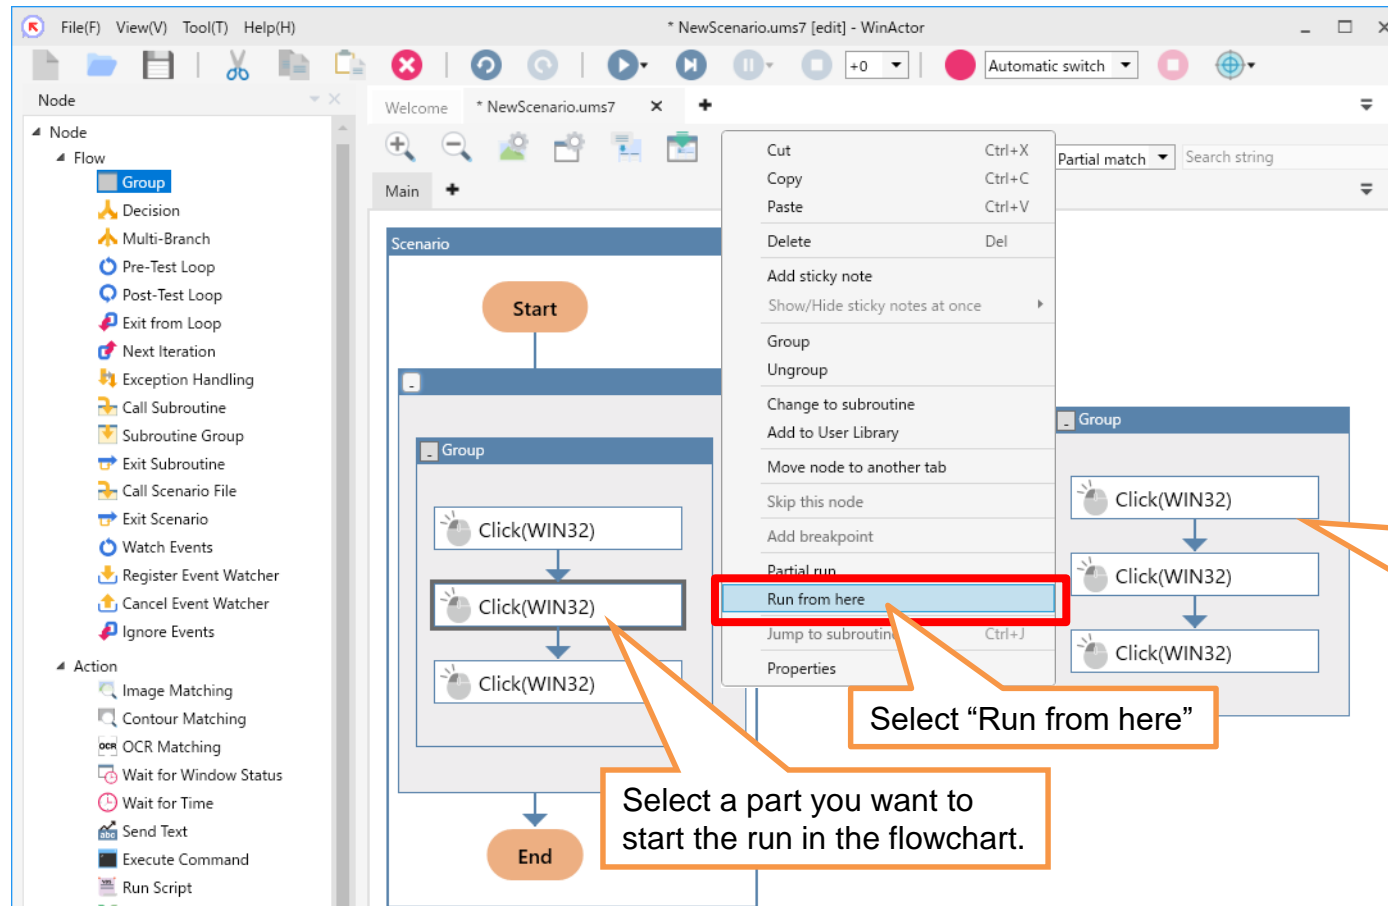 File(F) View(V) Tool(T) Help(H)
* NewScenario.ums7 [edit] - WinActor
+0
Automatic switch
Node
Welcome
* NewScenario.ums7
Node
Flow
Group
Decision
Multi-Branch
Pre-Test Loop
Post-Test Loop
Exit from Loop
Next Iteration
Exception Handling
Call Subroutine
Subroutine Group
Exit Subroutine
Call Scenario File
Exit Scenario
Watch Events
Register Event Watcher
Cancel Event Watcher
Ignore Events
Action
Image Matching
Contour Matching
OCR OCR Matching
Wait for Window Status
Wait for Time
abc Send Text
Execute Command
Run Script
Partial match
Search string
Main
Scenario
Start
Group
Click(WIN32)
Click(WIN32)
Click(WIN32)
End
Cut Ctrl+X
Copy Ctrl+C
Paste Ctrl+V
Delete Del
Add sticky note
Show/Hide sticky notes at once
Group
Ungroup
Change to subroutine
Add to User Library
Move node to another tab
Skip this node
Add breakpoint
Partial run
Run from here
Jump to subroutine Ctrl+J
Properties
Group
Click(WIN32)
Click(WIN32)
Click(WIN32)
Select “Run from here”
Select a part you want to
start the run in the flowchart.